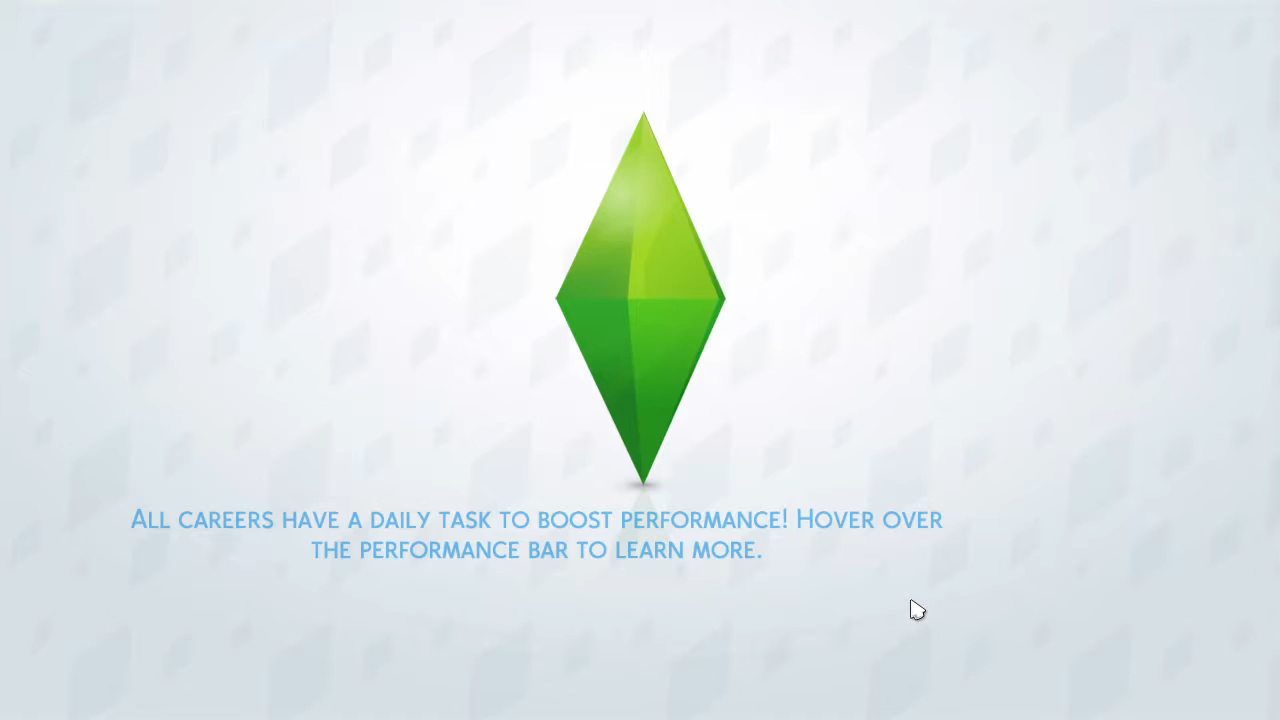 All careers have a daily task to boost performance! Hover over
the performance bar to learn more.